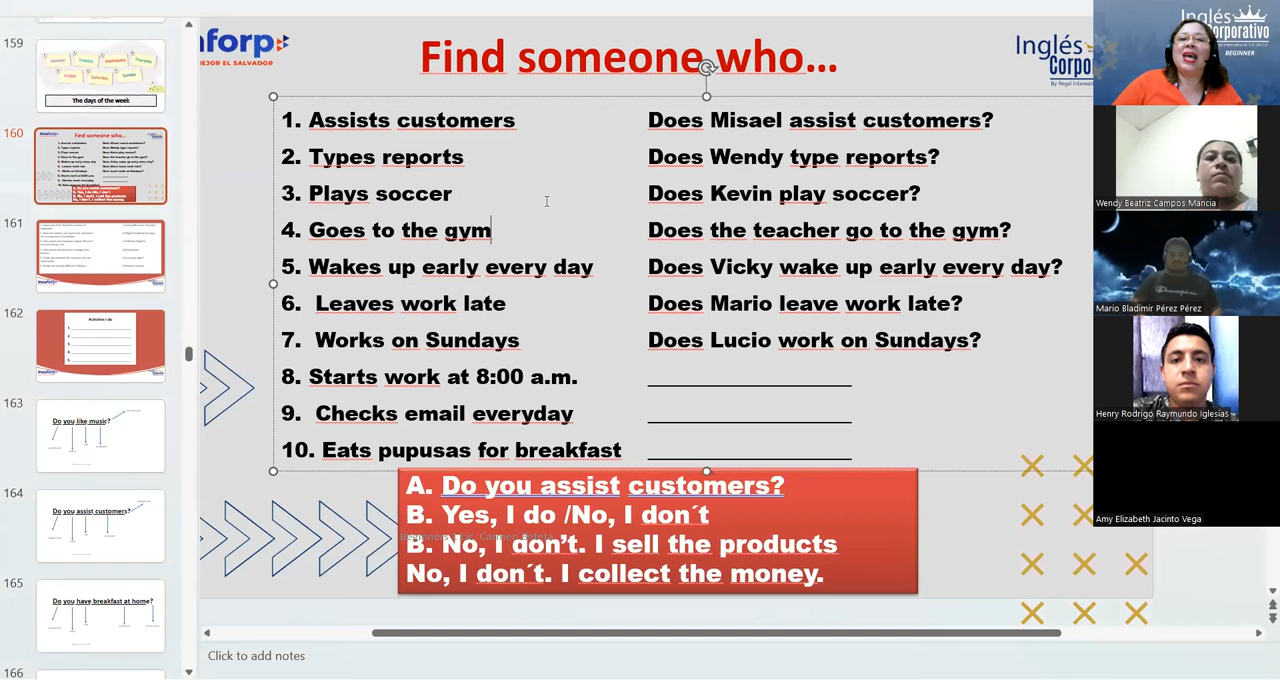 159
The days of the week
160
161
162
Activities I do
163
Do you like music?
164
Do you assist customers?
165
Do you have breakfast at home?
166
aforp
MEJOR EL SALVADOR
Find someone who...
Inglés
Corpor
By Regal Internat
1. Assists customers
Does Misael assist customers?
2. Types reports
Does Wendy type reports?
3. Plays soccer
Does Kevin play soccer?
4. Goes to the gym
Does the teacher go to the gym?
5. Wakes up early every day
Does Vicky wake up early every day?
6. Leaves work late
Does Mario leave work late?
7. Works on Sundays
Does Lucio work on Sundays?
8. Starts work at 8:00 a.m.
9. Checks email everyday
10. Eats pupusas for breakfast
A. Do you assist customers?
B. Yes, I do /No, I don´t
B. No, I don’t. I sell the products
No, I don´t. I collect the money.
Click to add notes
Inglés
Corporativo
BEGINNER
Wendy Beatriz Campos Mancia
Champion
Mario Bladimir Pérez Pérez
Henry Rodrigo Raymundo Iglesias
Amy Elizabeth Jacinto Vega